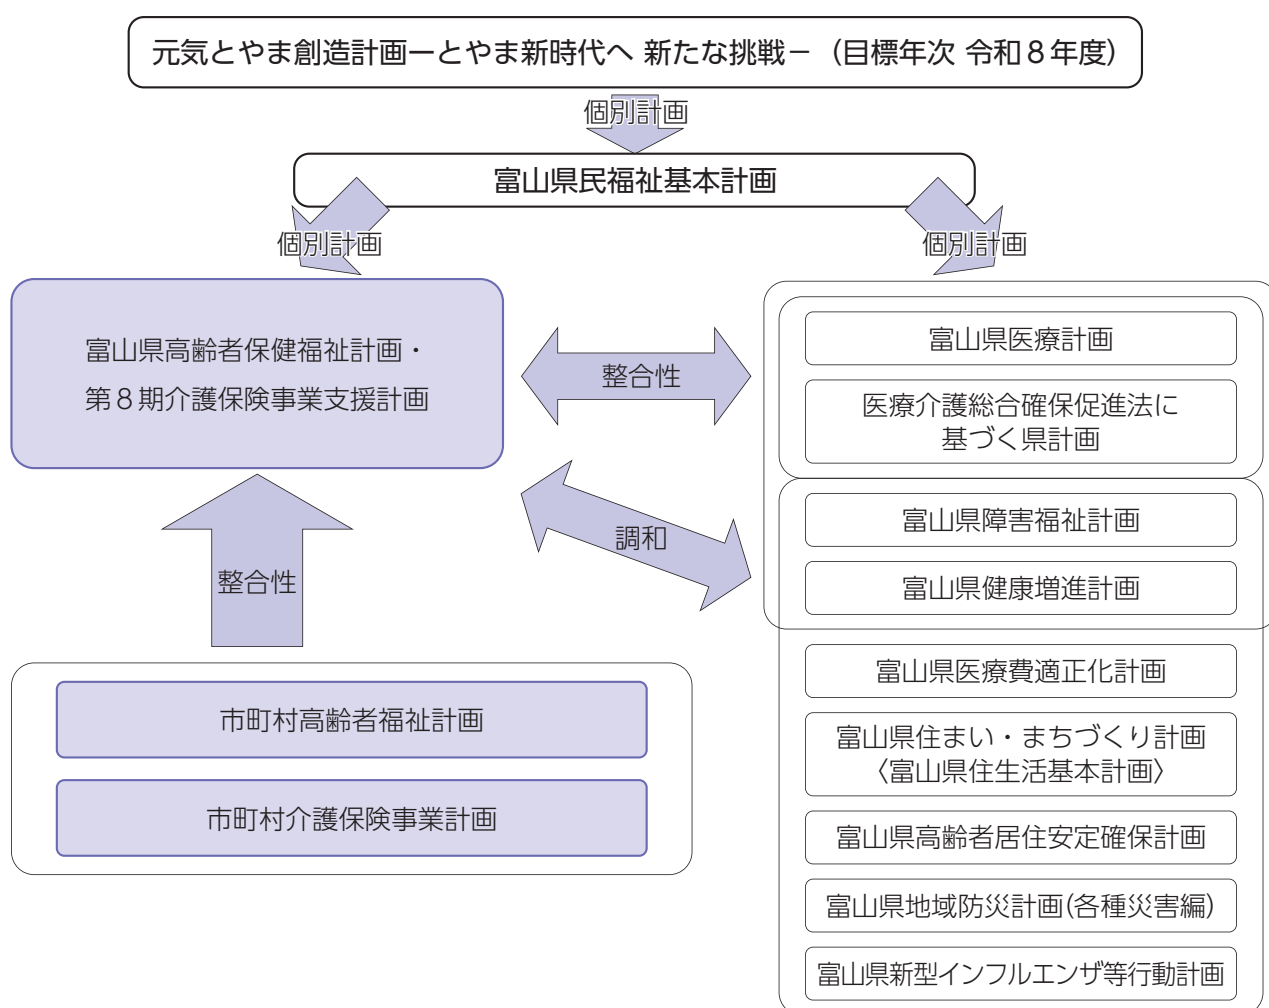 元気とやま創造計画ーとやま新時代へ 新たな挑戦－（目標年次 令和８年度）
個別計画
富山県民福祉基本計画
個別計画
個別計画
富山県高齢者保健福祉計画・
第８期介護保険事業支援計画
整合性
富山県医療計画
医療介護総合確保促進法に
基づく県計画
調和
富山県障害福祉計画
富山県健康増進計画
整合性
市町村高齢者福祉計画
市町村介護保険事業計画
富山県医療費適正化計画
富山県住まい・まちづくり計画
〈富山県住生活基本計画〉
富山県高齢者居住安定確保計画
富山県地域防災計画(各種災害編)
富山県新型インフルエンザ等行動計画